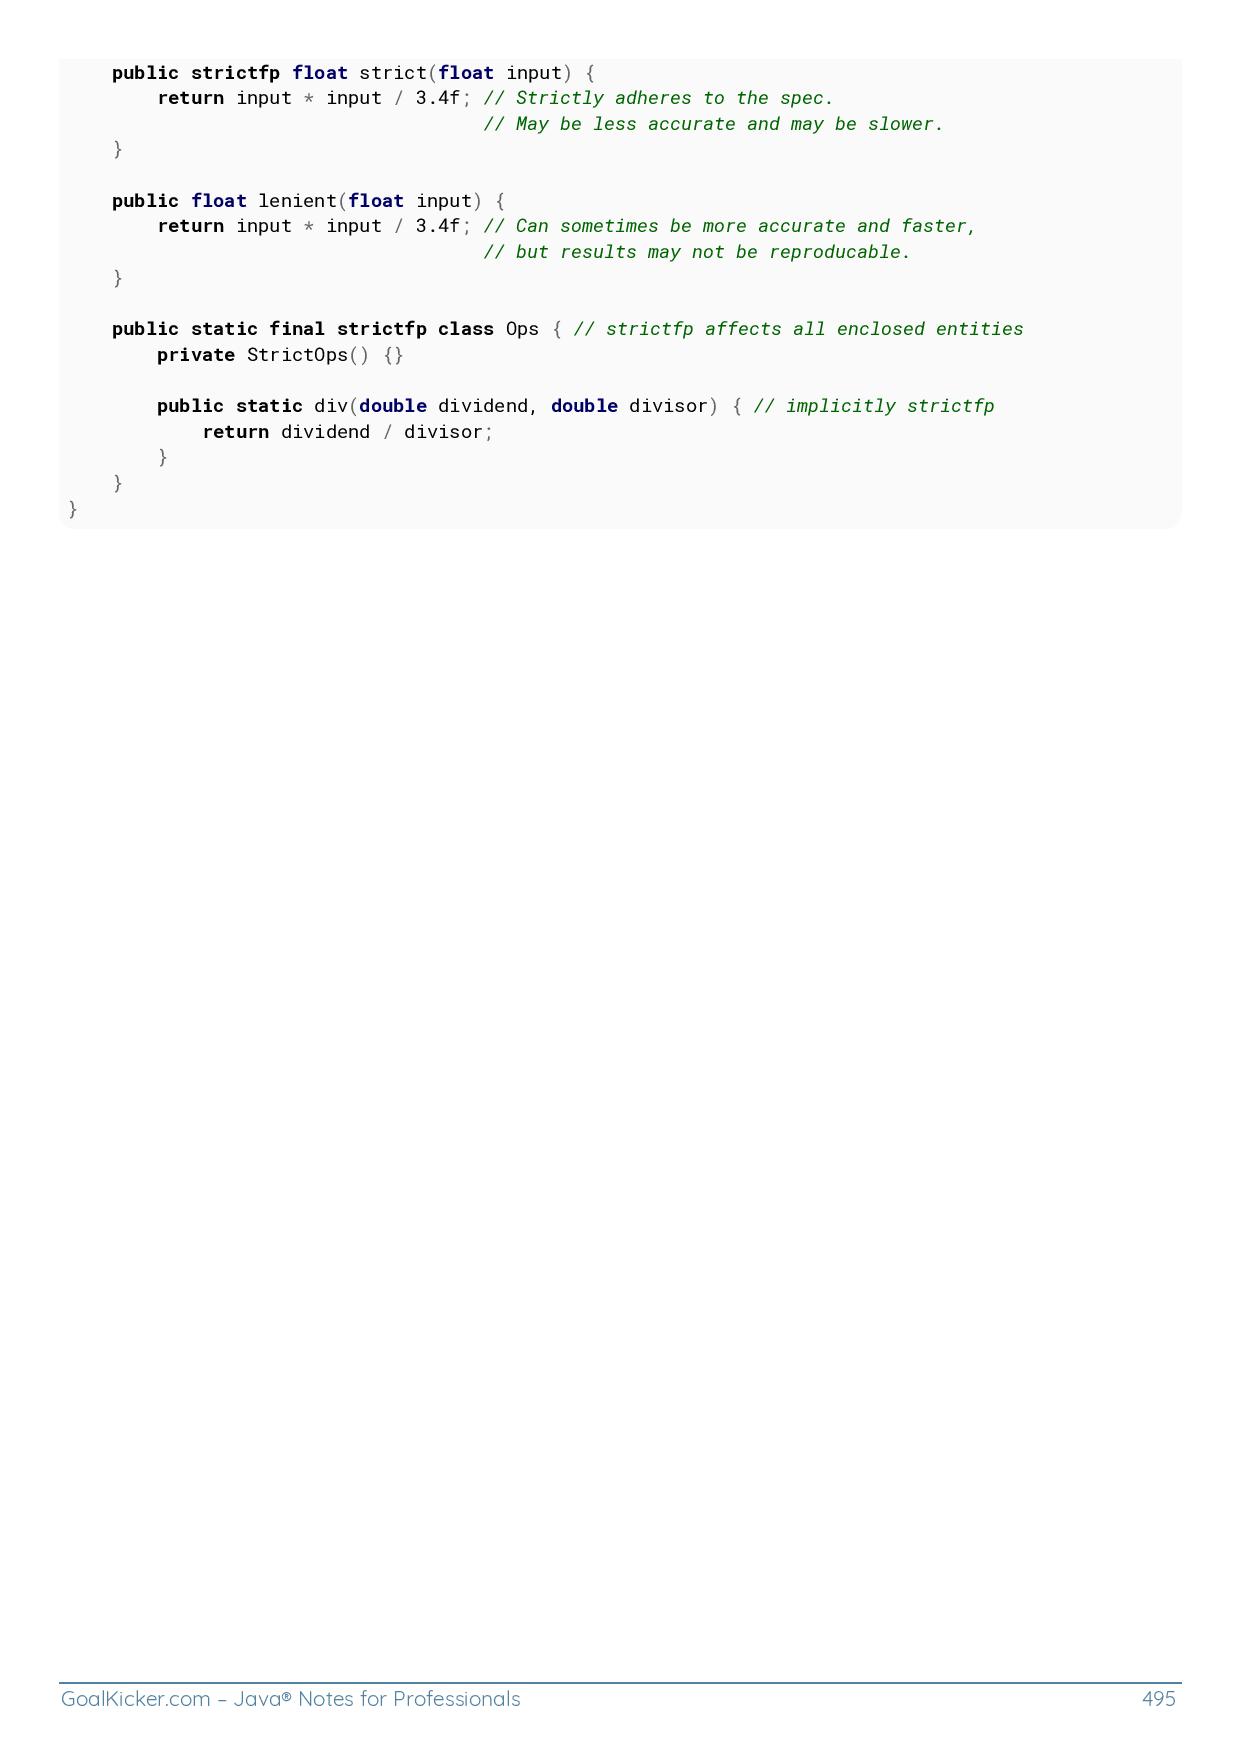 public strictfp float strict(float input) {
return input * input / 3.4f; // Strictly adheres to the spec.
// May be less accurate and may be slower.
}
public float lenient(float input) {
return input * input / 3.4f; // Can sometimes be more accurate and faster,
// but results may not be reproducable.
}
public static final strictfp class Ops { // strictfp affects all enclosed entities
private StrictOps() {}
public static div(double dividend, double divisor) { // implicitly strictfp
return dividend / divisor;
}
}
}
GoalKicker.com – Java® Notes for Professionals 495